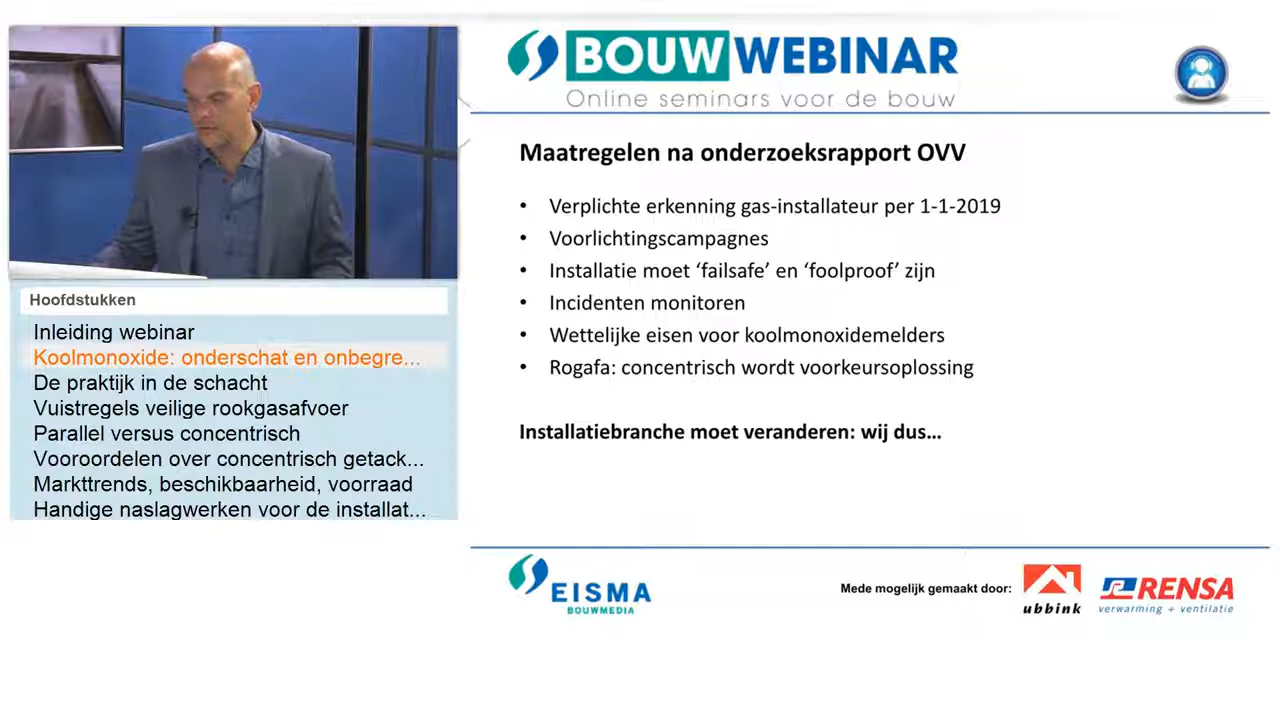 BOUWWEBINAR
Online seminars voor de bouw
Maatregelen na onderzoeksrapport OVV
• Verplichte erkenning gas-installateur per 1-1-2019
• Voorlichtingscampagnes
• Installatie moet ‘failsafe’ en ‘foolproof’ zijn
• Incidenten monitoren
• Wettelijke eisen voor koolmonoxidemelders
• Rogafa: concentrisch wordt voorkeursoplossing
Installatiebranche moet veranderen: wij dus...
Hoofdstukken
Inleiding webinar
Koolmonoxide: onderschat en onbegre...
De praktijk in de schacht
Vuistregels veilige rookgasafvoer
Parallel versus concentrisch
Vooroordelen over concentrisch getack...
Markttrends, beschikbaarheid, voorraad
Handige naslagwerken voor de installat...
EISMA
BOUWMEDIA
Mede mogelijk gemaakt door:
ubbink
RENSA
verwarming + ventilatie